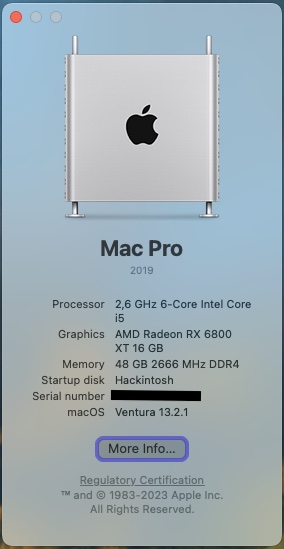 Mac Pro
2019
Processor 2,6 GHz 6-Core Intel Core
i5
Graphics AMD Radeon RX 6800
XT 16 GB
Memory 48 GB 2666 MHz DDR4
Startup disk Hackintosh
Serial number
macOS Ventura 13.2.1
More Info...
Regulatory Certification
™ and © 1983-2023 Apple Inc.
All Rights Reserved.